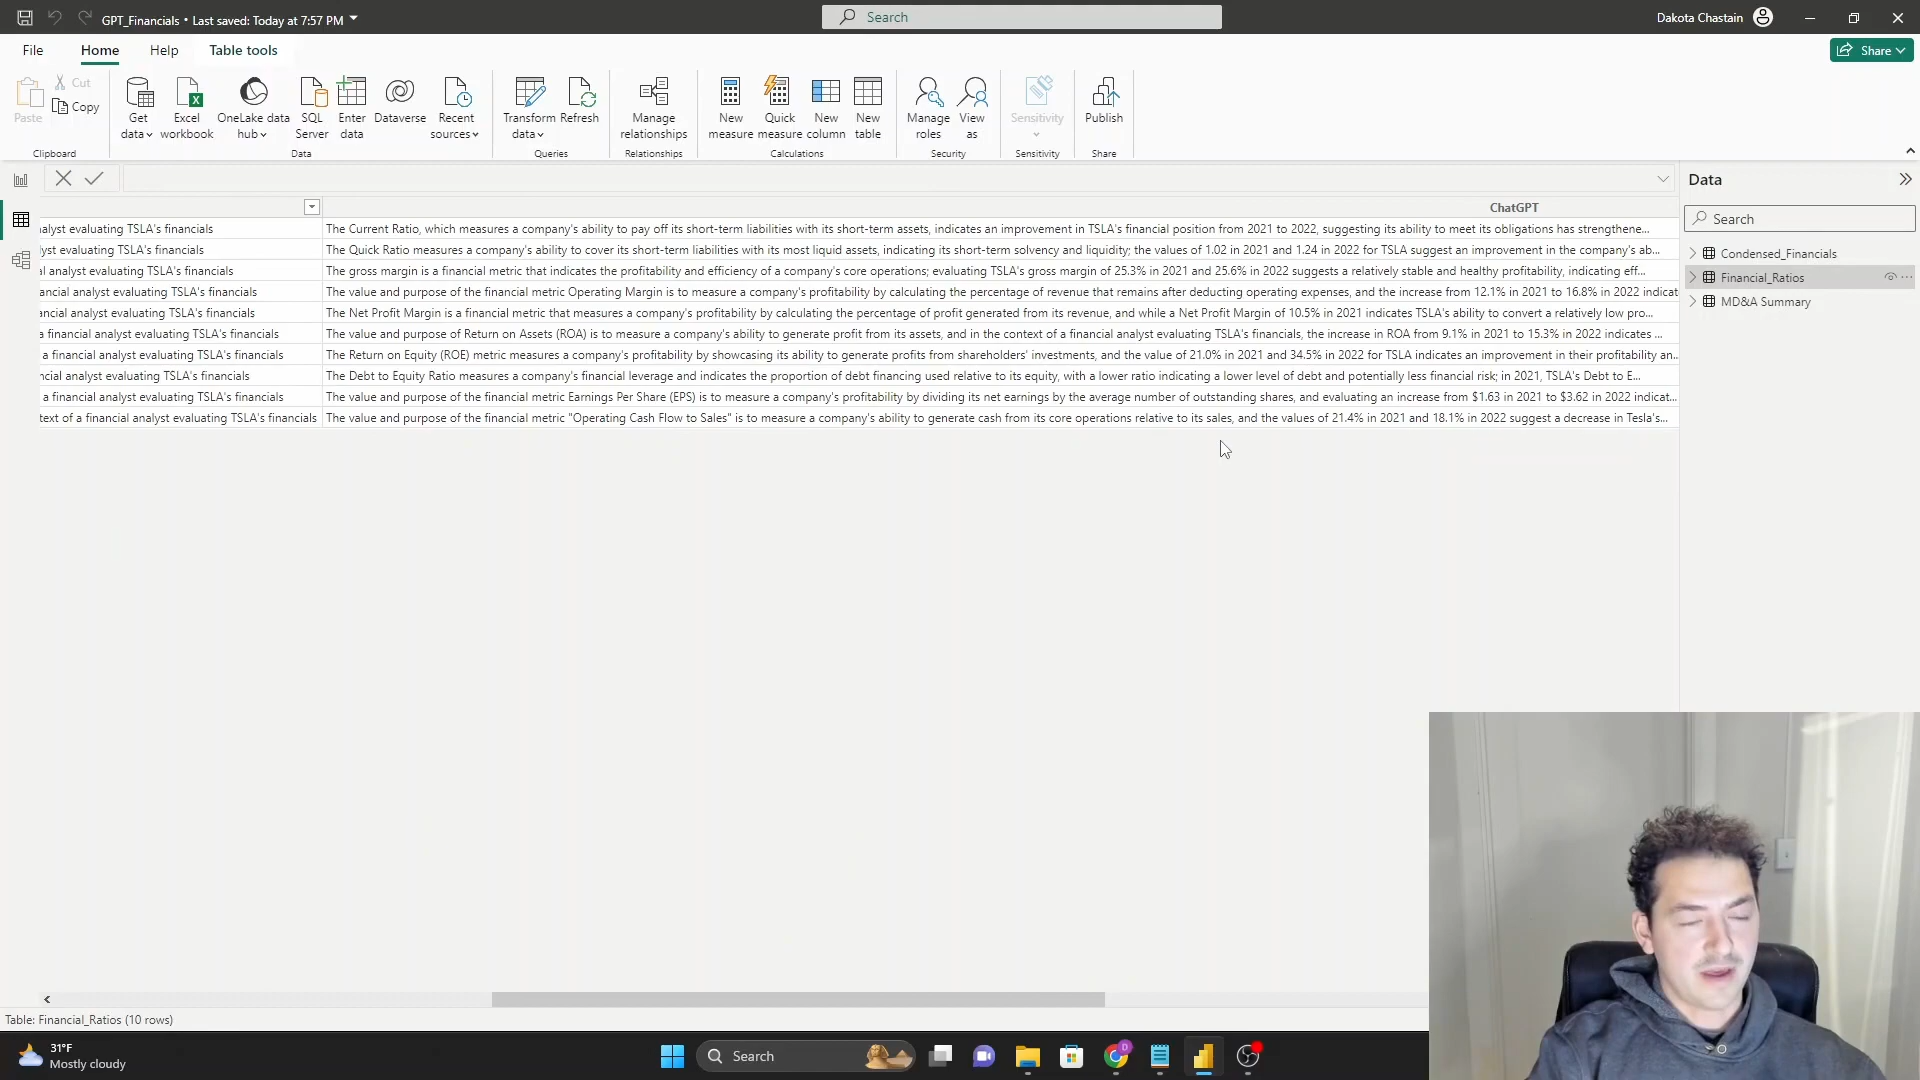 GPT_Financials • Last saved: Today at 7:57 PM
Search
Dakota Chastain
File
Home
Help
Table tools
Share
Paste
Cut
Copy
Clipboard
Get data
Excel workbook
OneLake data hub
SQL Server
Enter data
Dataverse
Recent sources
Data
Transform data
Refresh
Queries
Manage relationships
Relationships
New measure
Quick measure
New column
New table
Calculations
Manage roles
View as
Security
Sensitivity
Sensitivity
Publish
Share
Data
Search
Condensed_Financials
Financial_Ratios
MD&A Summary
ChatGPT
alyst evaluating TSLA's financials
The Current Ratio, which measures a company's ability to pay off its short-term liabilities with its short-term assets, indicates an improvement in TSLA's financial position from 2021 to 2022, suggesting its ability to meet its obligations has strengthene...
lyst evaluating TSLA's financials
The Quick Ratio measures a company's ability to cover its short-term liabilities with its most liquid assets, indicating its short-term solvency and liquidity; the values of 1.02 in 2021 and 1.24 in 2022 for TSLA suggest an improvement in the company's ab...
al analyst evaluating TSLA's financials
The gross margin is a financial metric that indicates the profitability and efficiency of a company's core operations; evaluating TSLA's gross margin of 25.3% in 2021 and 25.6% in 2022 suggests a relatively stable and healthy profitability, indicating eff...
ancial analyst evaluating TSLA's financials
The value and purpose of the financial metric Operating Margin is to measure a company's profitability by calculating the percentage of revenue that remains after deducting operating expenses, and the increase from 12.1% in 2021 to 16.8% in 2022 indicat
ancial analyst evaluating TSLA's financials
The Net Profit Margin is a financial metric that measures a company's profitability by calculating the percentage of profit generated from its revenue, and while a Net Profit Margin of 10.5% in 2021 indicates TSLA's ability to convert a relatively low pro...
a financial analyst evaluating TSLA's financials
The value and purpose of Return on Assets (ROA) is to measure a company's ability to generate profit from its assets, and in the context of a financial analyst evaluating TSLA's financials, the increase in ROA from 9.1% in 2021 to 15.3% in 2022 indicates ...
a financial analyst evaluating TSLA's financials
The Return on Equity (ROE) metric measures a company's profitability by showcasing its ability to generate profits from shareholders' investments, and the value of 21.0% in 2021 and 34.5% in 2022 for TSLA indicates an improvement in their profitability an...
ncial analyst evaluating TSLA's financials
The Debt to Equity Ratio measures a company's financial leverage and indicates the proportion of debt financing used relative to its equity, with a lower ratio indicating a lower level of debt and potentially less financial risk; in 2021, TSLA's Debt to E...
a financial analyst evaluating TSLA's financials
The value and purpose of the financial metric Earnings Per Share (EPS) is to measure a company's profitability by dividing its net earnings by the average number of outstanding shares, and evaluating an increase from $1.63 in 2021 to $3.62 in 2022 indicat...
text of a financial analyst evaluating TSLA's financials
The value and purpose of the financial metric "Operating Cash Flow to Sales" is to measure a company's ability to generate cash from its core operations relative to its sales, and the values of 21.4% in 2021 and 18.1% in 2022 suggest a decrease in Tesla's...
Table: Financial_Ratios (10 rows)
31°F
Mostly cloudy
Search